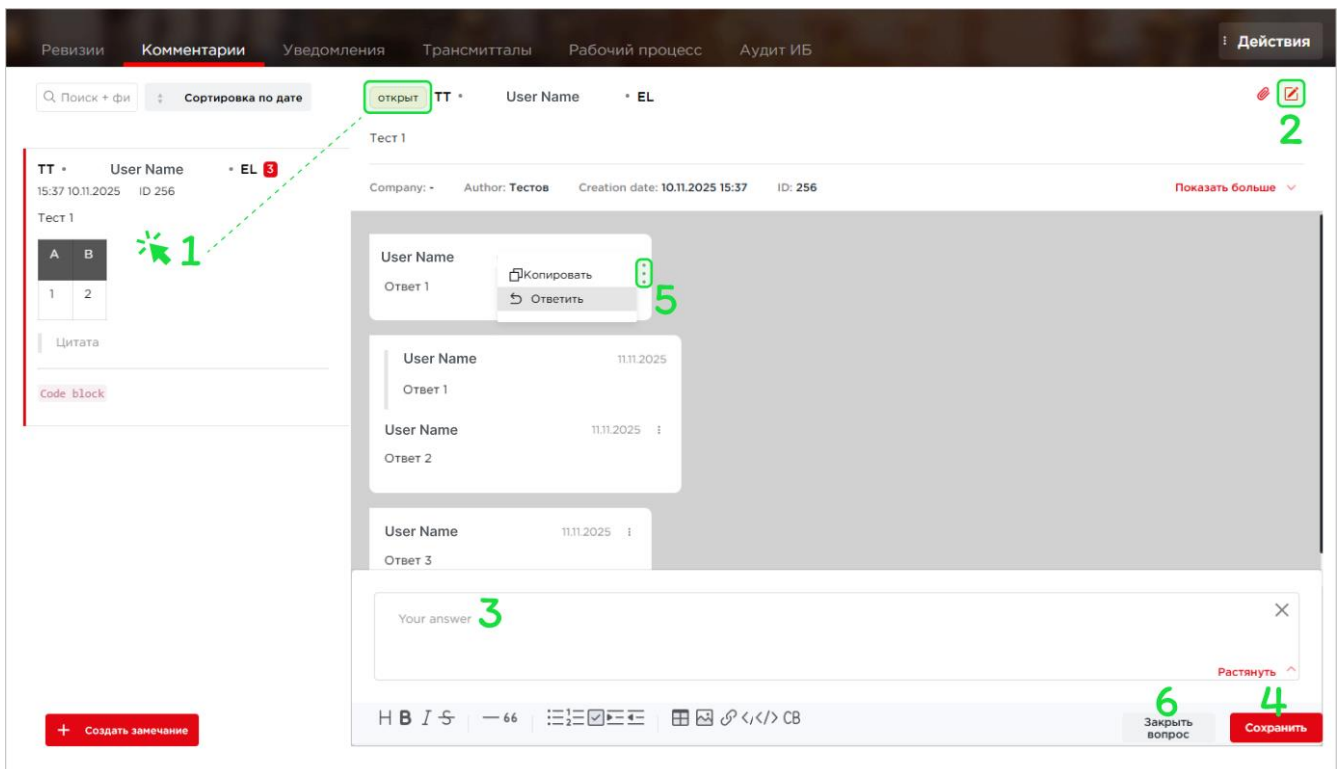 Ревизии Комментарии Уведомления Трансмитталы Рабочий процесс Аудит ИБ
Действия
Поиск + фи
Сортировка по дате
TT • User Name • EL 3
15:37 10.11.2025 ID 256
Тест 1
A B
1 2
Цитата
Code block
1
+ Создать замечание
открыт TT • User Name • EL
2
Тест 1
Company: - Author: Тестов Creation date: 10.11.2025 15:37 ID: 256
Показать больше
User Name
Ответ 1
Копировать
Ответить
5
User Name 11.11.2025
Ответ 1
User Name 11.11.2025
Ответ 2
User Name 11.11.2025
Ответ 3
Your answer 3
Растянуть
H B I S — 66 </> CB
6
Закрыть
вопрос
4
Сохранить